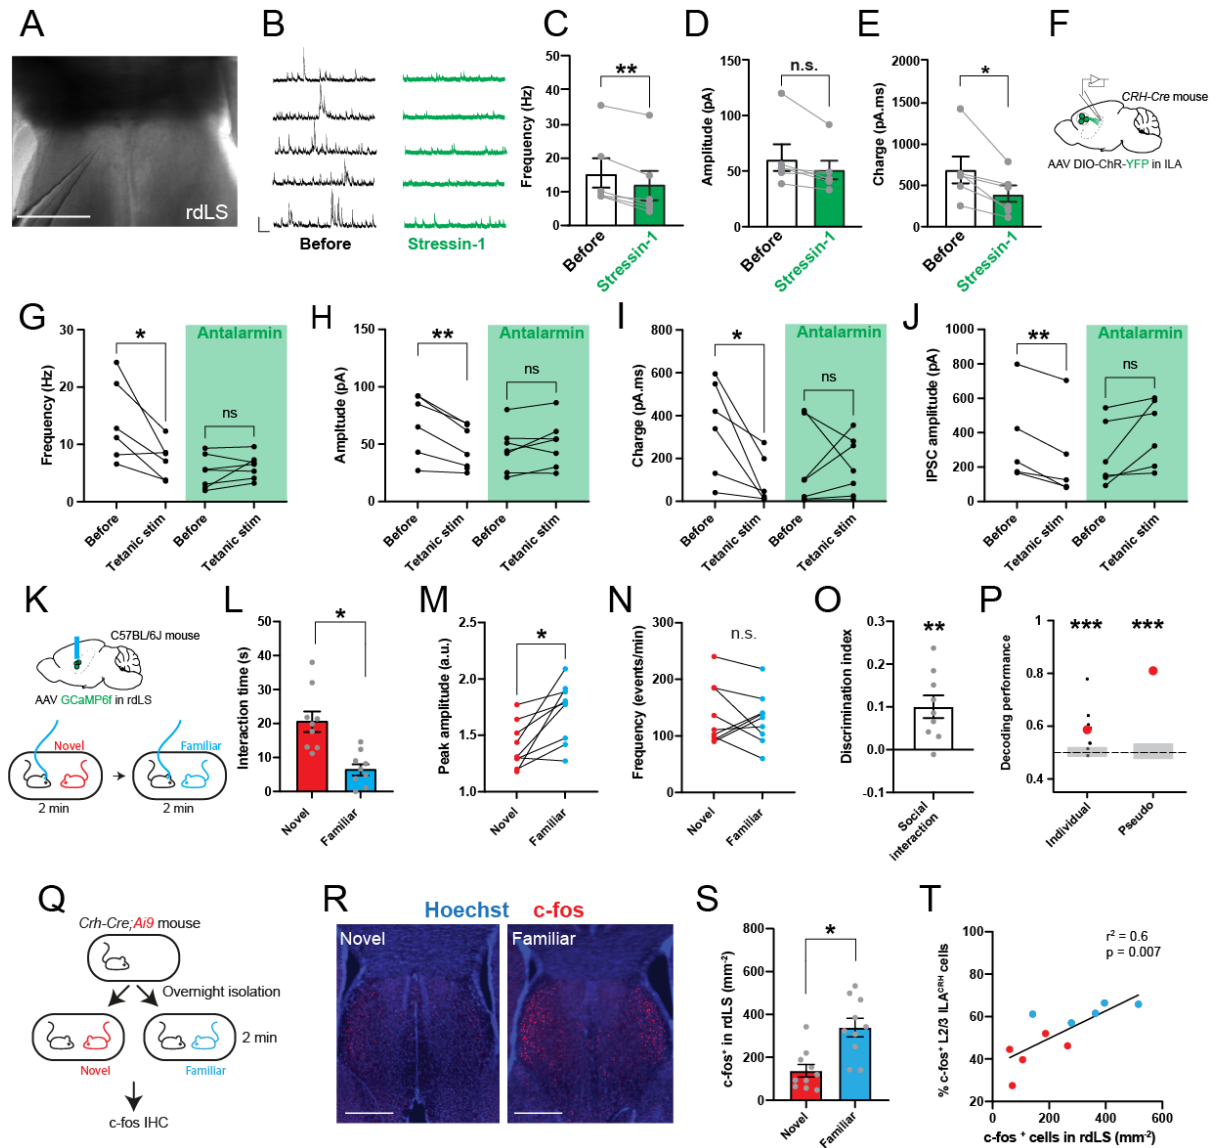 A
rdLS
B
Before
Stressin-1
C
Frequency (Hz)
50
40
30
20
10
0
**
Before
Stressin-1
D
Amplitude (pA)
150
100
50
0
n.s.
Before
Stressin-1
E
Charge (pA.ms)
2000
1500
1000
500
0
*
Before
Stressin-1
F
CRH-Cre mouse
AAV DIO-ChR-YFP in ILA
G
Frequency (Hz)
30
20
10
0
*
Antalarmin
ns
Before
Tetanic stim
Before
Tetanic stim
H
Ampltude (pA)
150
100
50
0
**
Antalarmin
ns
Before
Tetanic stim
Before
Tetanic stim
I
Charge (pA.ms)
800
600
400
200
0
*
Antalarmin
ns
Before
Tetanic stim
Before
Tetanic stim
J
IPSC amplitude (pA)
1000
800
600
400
200
0
**
Antalarmin
ns
Before
Tetanic stim
Before
Tetanic stim
K
C57BL/6J mouse
AAV GCaMP6f in rdLS
Novel
Familiar
2 min
2 min
L
Interaction time (s)
50
40
30
20
10
0
*
Novel
Familiar
M
Peak amplitude (a.u.)
2.5
2.0
1.5
1.0
*
Novel
Familiar
N
Frequency (events/min)
300
200
100
0
n.s.
Novel
Familiar
O
Discrimination index
0.3
0.2
0.1
0.0
-0.1
**
Social
interaction
P
Decoding performance
1
0.8
0.6
0.4
***
***
Individual
Pseudo
Q
Crh-Cre;Ai9 mouse
Overnight isolation
2 min
Novel
Familiar
c-fos IHC
R
Hoechst c-fos
Novel
Familiar
S
c-fos⁺ in rdLS (mm⁻²)
800
600
400
200
0
*
Novel
Familiar
T
% c-fos⁺ L2/3 ILA^CRH cells
80
60
40
20
r² = 0.6
p = 0.007
0
200
400
600
c-fos ⁺ cells in rdLS (mm⁻²)